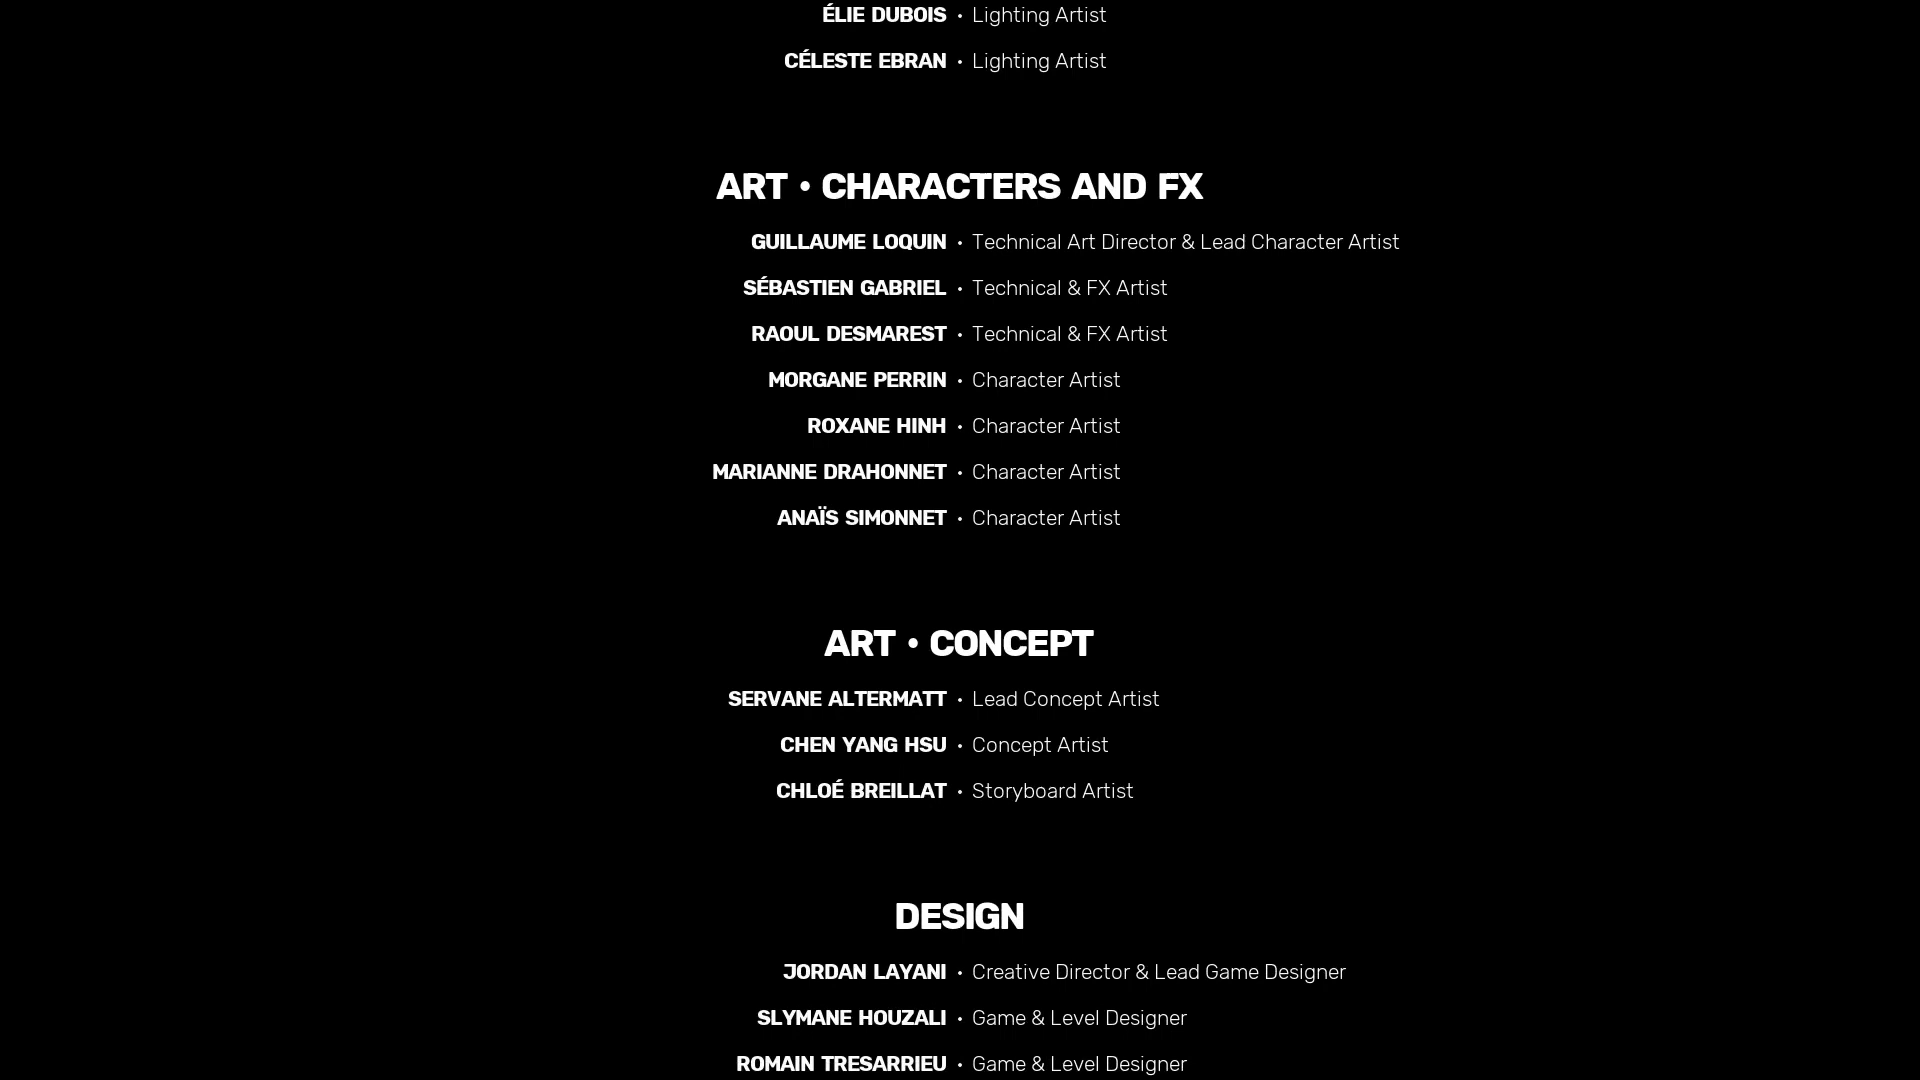 ÉLIE DUBOIS • Lighting Artist
CÉLESTE EBRAN • Lighting Artist
ART • CHARACTERS AND FX
GUILLAUME LOQUIN • Technical Art Director & Lead Character Artist
SÉBASTIEN GABRIEL • Technical & FX Artist
RAOUL DESMAREST • Technical & FX Artist
MORGANE PERRIN • Character Artist
ROXANE HINH • Character Artist
MARIANNE DRAHONNET • Character Artist
ANAÏS SIMONNET • Character Artist
ART • CONCEPT
SERVANE ALTERMATT • Lead Concept Artist
CHEN YANG HSU • Concept Artist
CHLOÉ BREILLAT • Storyboard Artist
DESIGN
JORDAN LAYANI • Creative Director & Lead Game Designer
SLYMANE HOUZALI • Game & Level Designer
ROMAIN TRESARRIEU • Game & Level Designer